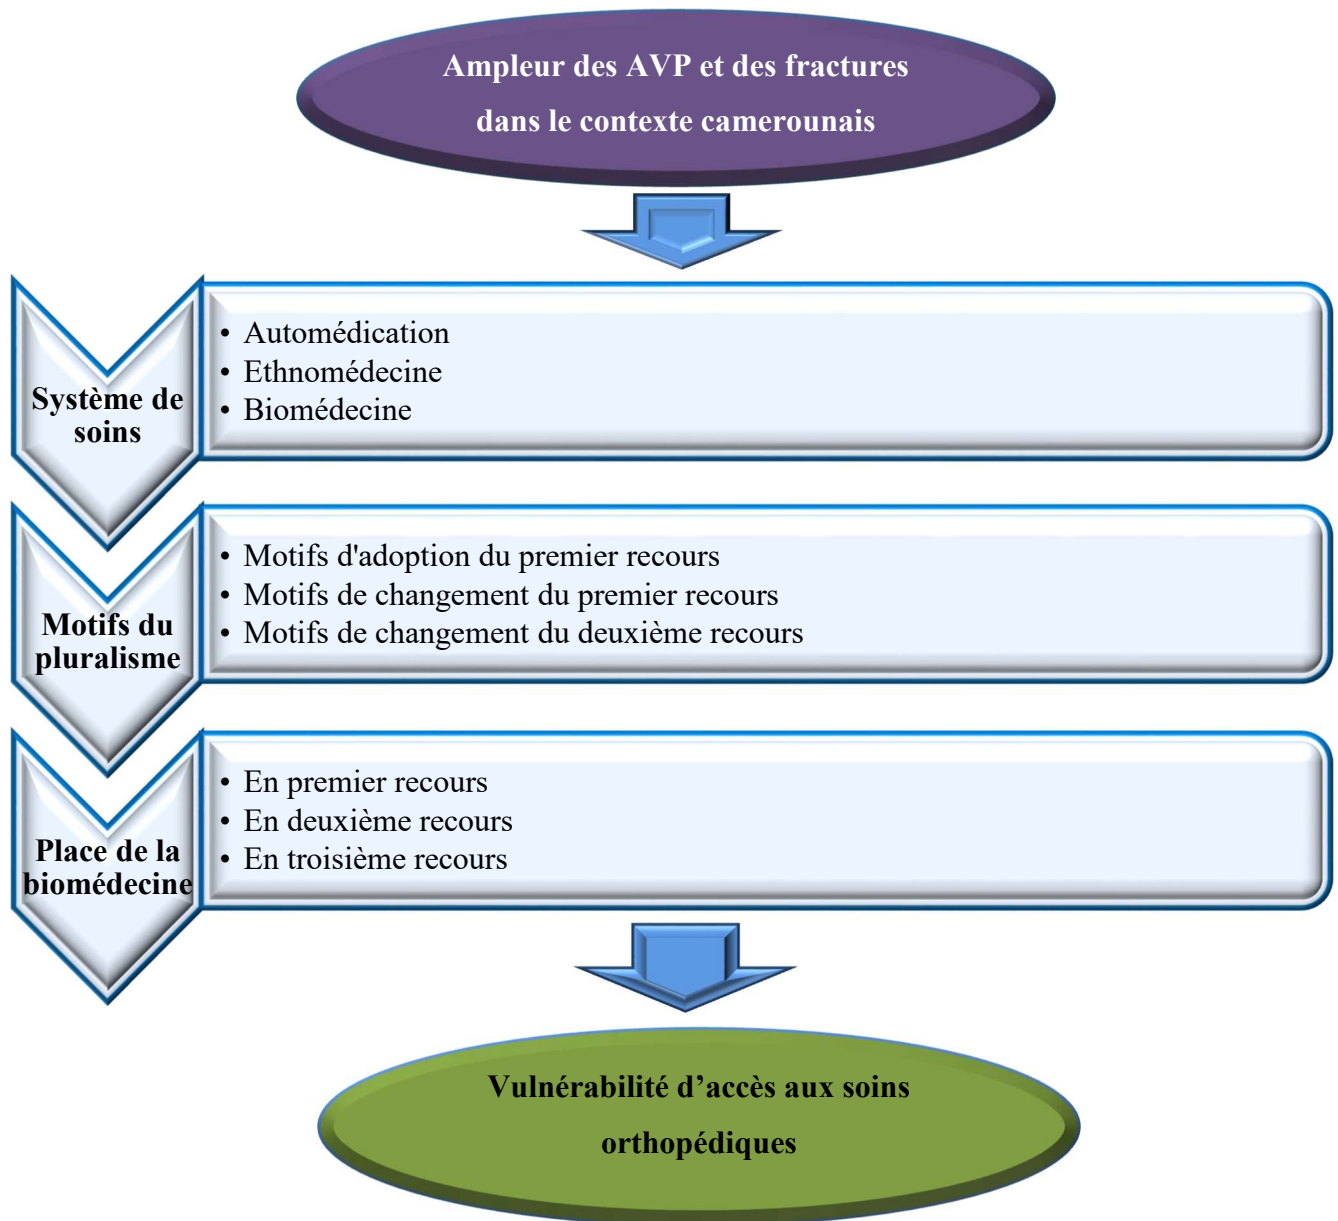 Ampleur des AVP et des fractures
dans le contexte camerounais
Système de
soins
• Automédication
• Ethnomédecine
• Biomédecine
Motifs du
pluralisme
• Motifs d'adoption du premier recours
• Motifs de changement du premier recours
• Motifs de changement du deuxième recours
Place de la
biomédecine
• En premier recours
• En deuxième recours
• En troisième recours
Vulnérabilité d’accès aux soins
orthopédiques